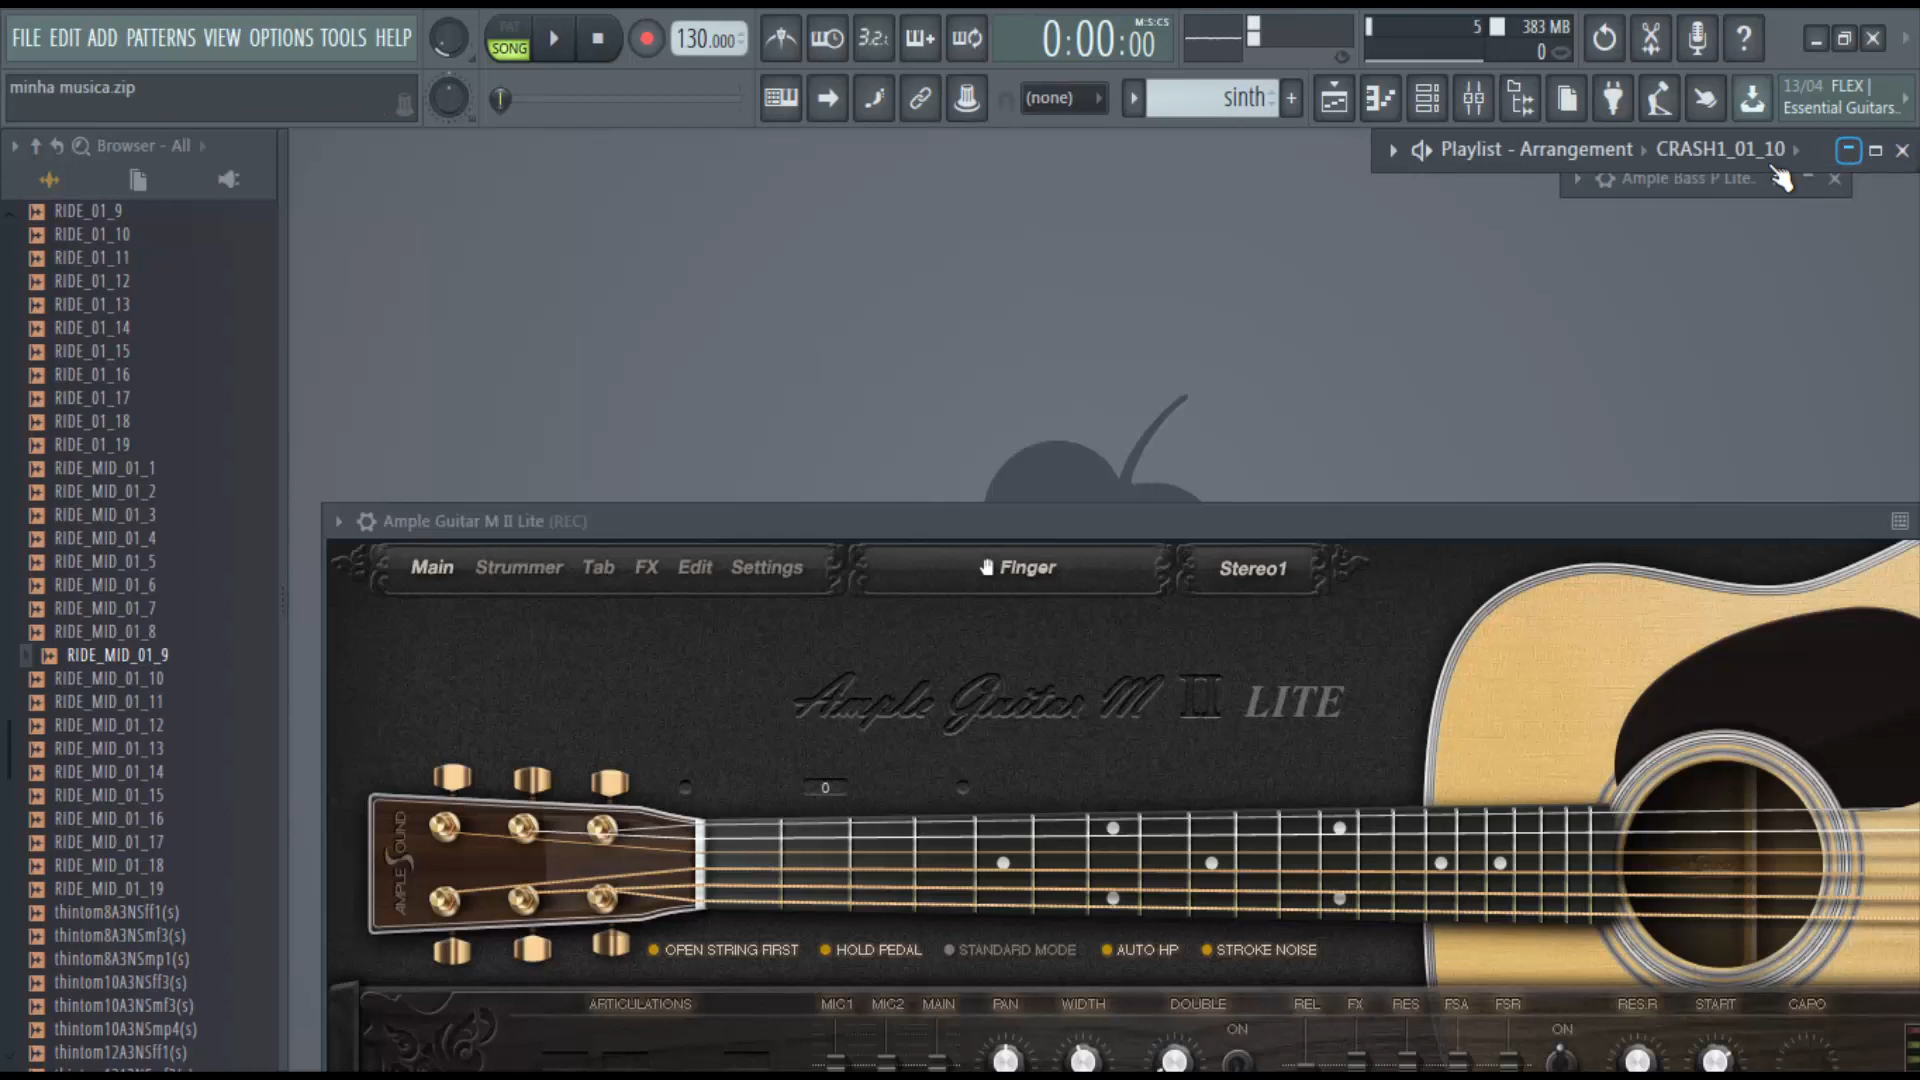 FILE EDIT ADD PATTERNS VIEW OPTIONS TOOLS HELP
PAT
SONG
130.000
3.2.
0:00:00
M:S:CS
5
383 MB
0
?
minha musica.zip
(none)
sinth
+
13/04 FLEX |
Essential Guitars..
Browser - All
Playlist - Arrangement
CRASH1_01_10
Ample Bass P Lite..
RIDE_01_9
RIDE_01_10
RIDE_01_11
RIDE_01_12
RIDE_01_13
RIDE_01_14
RIDE_01_15
RIDE_01_16
RIDE_01_17
RIDE_01_18
RIDE_01_19
RIDE_MID_01_1
RIDE_MID_01_2
RIDE_MID_01_3
RIDE_MID_01_4
RIDE_MID_01_5
RIDE_MID_01_6
RIDE_MID_01_7
RIDE_MID_01_8
RIDE_MID_01_9
RIDE_MID_01_10
RIDE_MID_01_11
RIDE_MID_01_12
RIDE_MID_01_13
RIDE_MID_01_14
RIDE_MID_01_15
RIDE_MID_01_16
RIDE_MID_01_17
RIDE_MID_01_18
RIDE_MID_01_19
thintom8A3NSff1(s)
thintom8A3NSmf3(s)
thintom8A3NSmp1(s)
thintom10A3NSff3(s)
thintom10A3NSmf3(s)
thintom10A3NSmp4(s)
thintom12A3NSff1(s)
Ample Guitar M II Lite (REC)
Main Strummer Tab FX Edit Settings
Finger
Stereo1
Ample Guitar M II LITE
0
AMPLE SOUND
OPEN STRING FIRST
HOLD PEDAL
STANDARD MODE
AUTO HP
STROKE NOISE
ARTICULATIONS
MIC1 MIC2 MAIN PAN WIDTH DOUBLE REL FX RES FSA FSR RES.R START CAPO
ON
ON